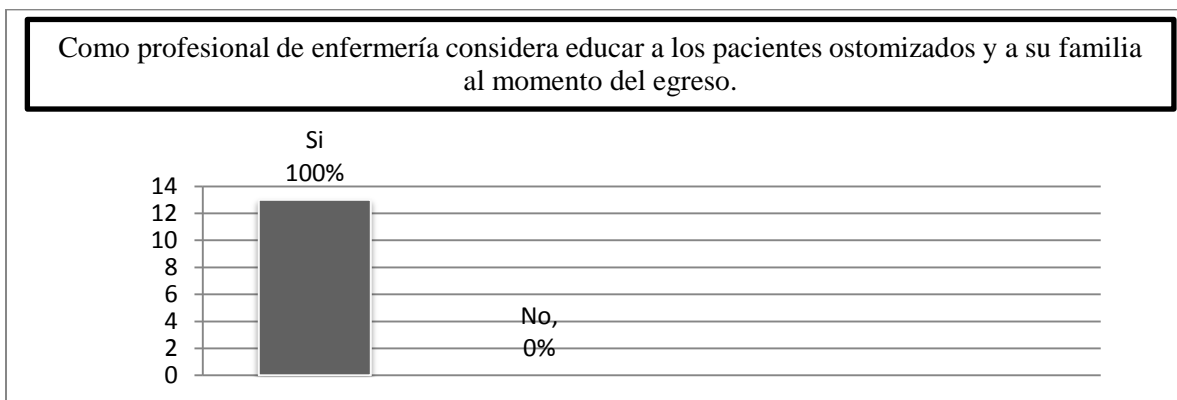 Como profesional de enfermería considera educar a los pacientes ostomizados y a su familia
al momento del egreso.
Si
100%
14
12
10
8
6
4
2
0
No,
0%